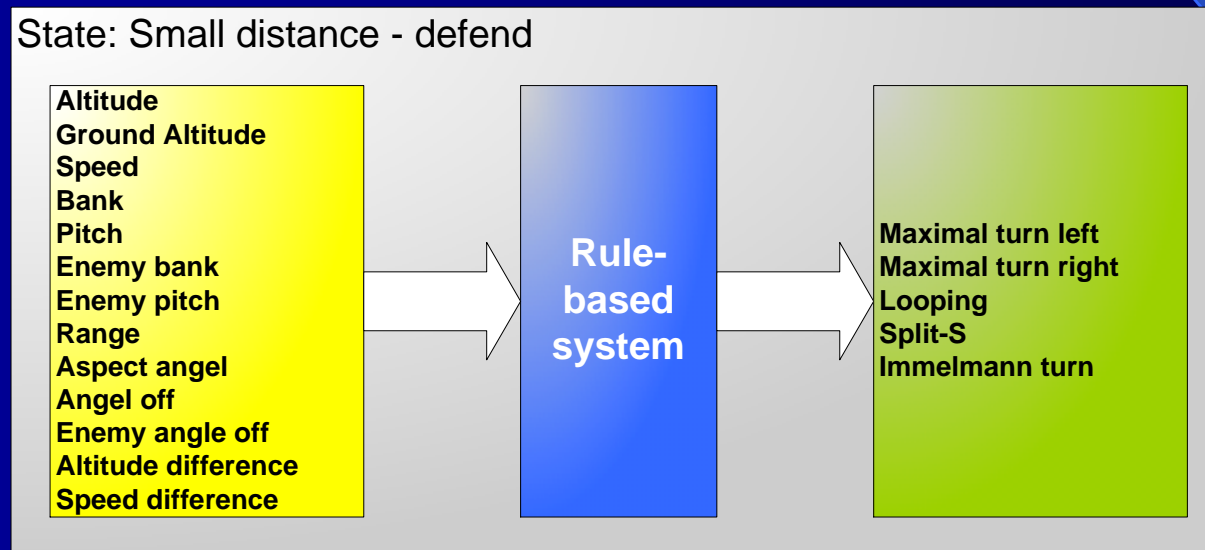 State: Small distance - defend
Altitude
Ground Altitude
Speed
Bank
Pitch
Enemy bank
Enemy pitch
Range
Aspect angel
Angel off
Enemy angle off
Altitude difference
Speed difference
Rule-
based
system
Maximal turn left
Maximal turn right
Looping
Split-S
Immelmann turn